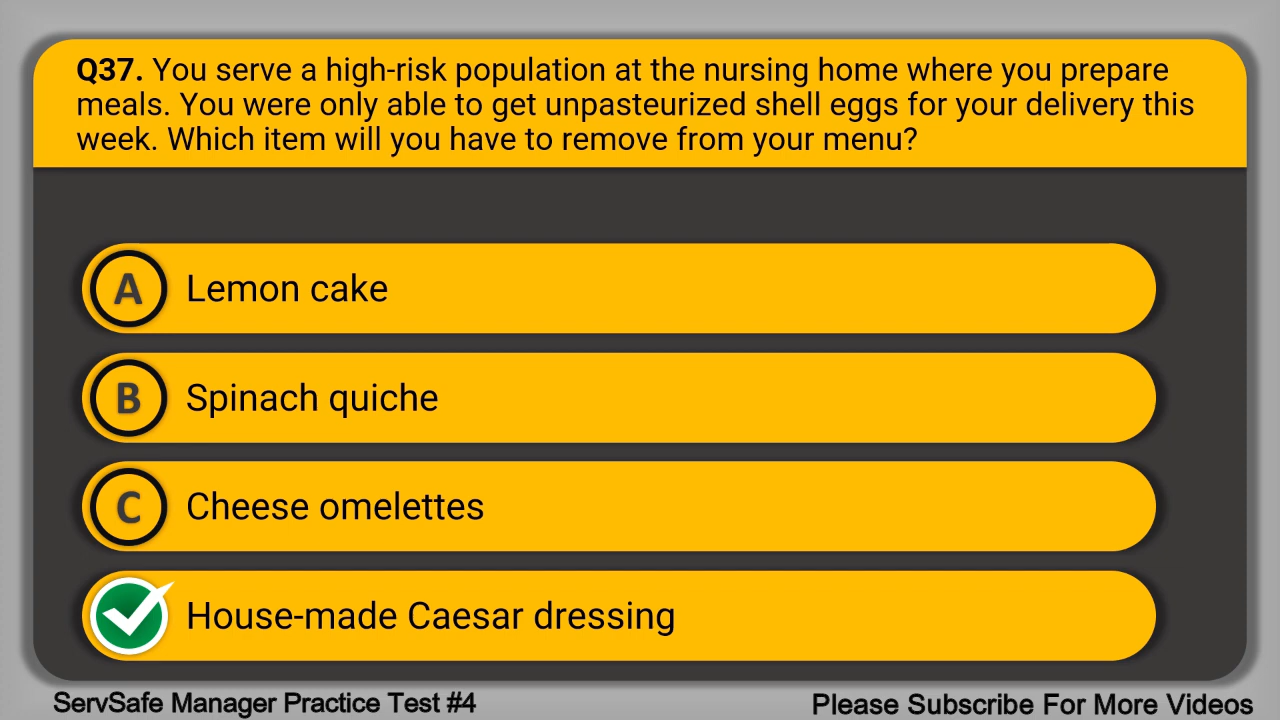 Q37. You serve a high-risk population at the nursing home where you prepare
meals. You were only able to get unpasteurized shell eggs for your delivery this
week. Which item will you have to remove from your menu?
A Lemon cake
B Spinach quiche
C Cheese omelettes
House-made Caesar dressing
ServSafe Manager Practice Test #4
Please Subscribe For More Videos